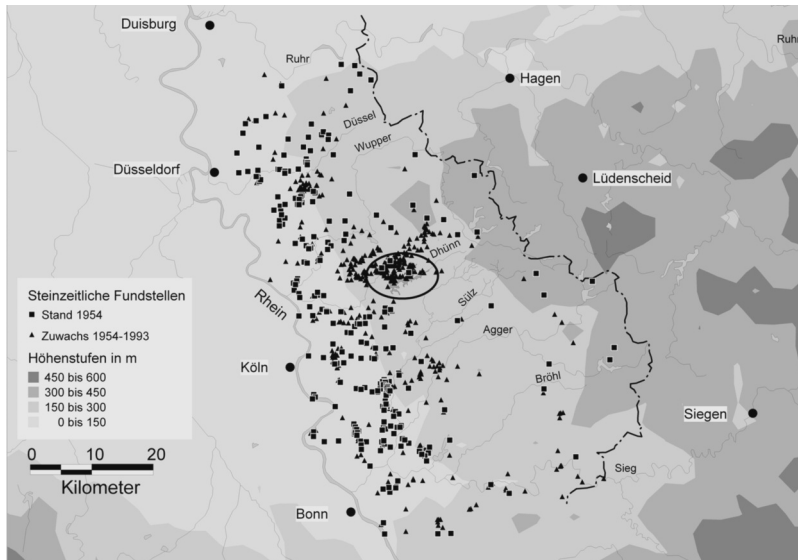 Duisburg
Ruhr
Hagen
Ruhr
Düssel
Wupper
Düsseldorf
Lüdenscheid
Dhünn
Steinzeitliche Fundstellen
Stand 1954
Zuwachs 1954-1993
Höhenstufen in m
450 bis 600
300 bis 450
150 bis 300
0 bis 150
Rhein
Sülz
Agger
Köln
Bröhl
Siegen
0 10 20
Kilometer
Sieg
Bonn